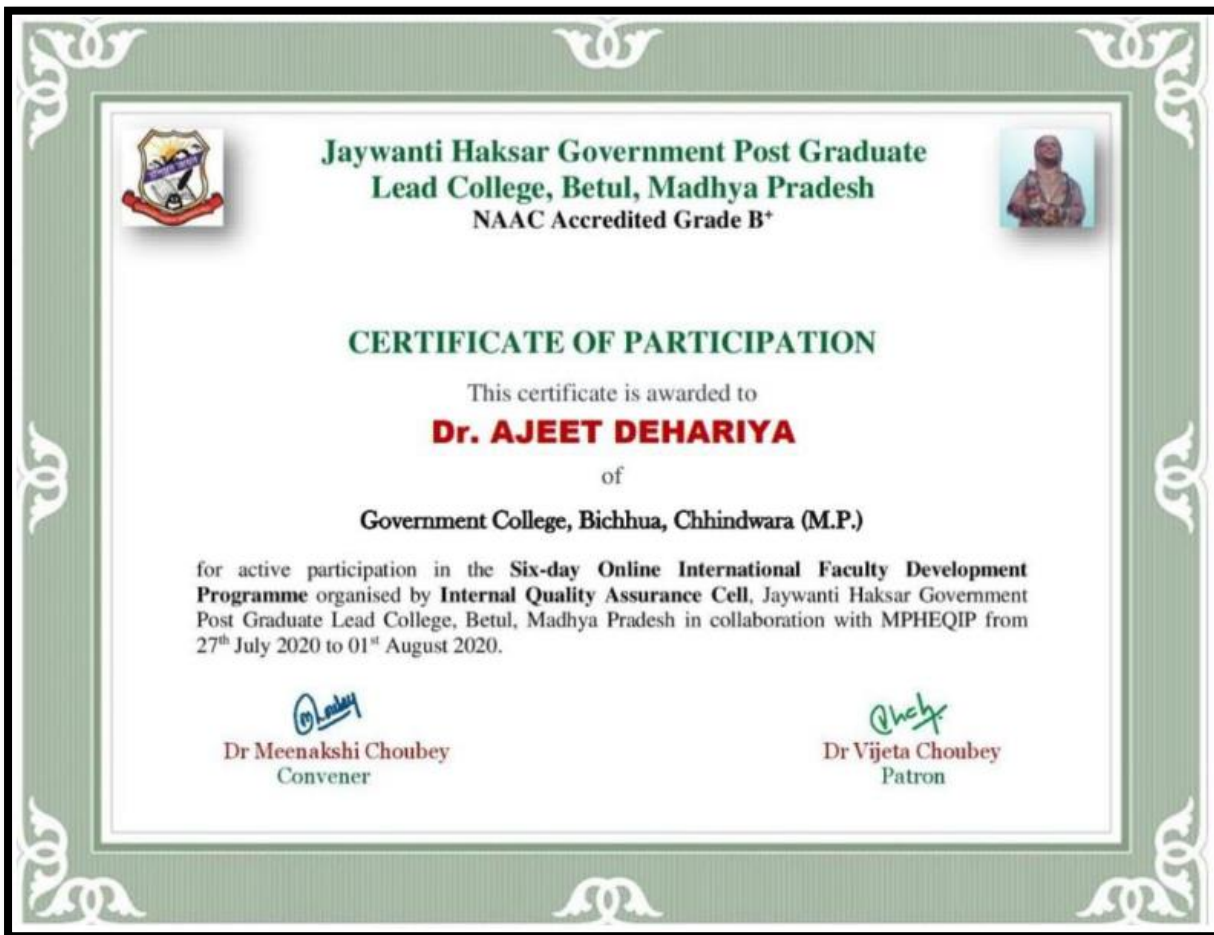 Jaywanti Haksar Government Post Graduate
Lead College, Betul, Madhya Pradesh
NAAC Accredited Grade B⁺
CERTIFICATE OF PARTICIPATION
This certificate is awarded to
Dr. AJEET DEHARIYA
of
Government College, Bichhua, Chhindwara (M.P.)
for active participation in the Six-day Online International Faculty Development
Programme organised by Internal Quality Assurance Cell, Jaywanti Haksar Government
Post Graduate Lead College, Betul, Madhya Pradesh in collaboration with MPHEQIP from
27th July 2020 to 01st August 2020.
Dr Meenakshi Choubey
Convener
Dr Vijeta Choubey
Patron